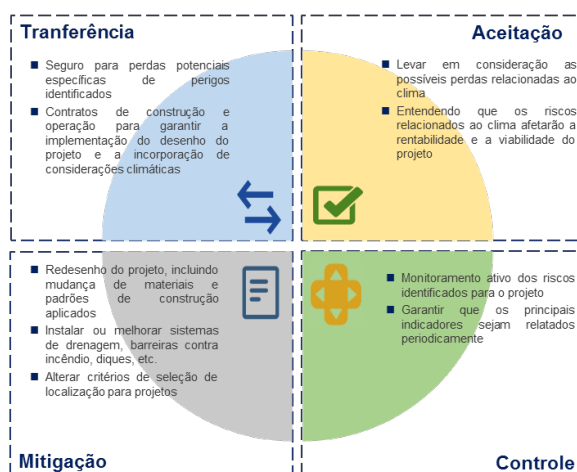 Tranferência
Seguro para perdas potenciais
específicas de perigos
identificados
Contratos de construção e
operação para garantir a
implementação do desenho do
projeto e a incorporação de
considerações climáticas
Aceitação
Levar em consideração as
possíveis perdas relacionadas ao
clima
Entendendo que os riscos
relacionados ao clima afetarão a
rentabilidade e a viabilidade do
projeto
Redesenho do projeto, incluindo
mudança de materiais e
padrões de construção
aplicados
Instalar ou melhorar sistemas
de drenagem, barreiras contra
incêndio, diques, etc.
Alterar critérios de seleção de
localização para projetos
Mitigação
Monitoramento ativo dos riscos
identificados para o projeto
Garantir que os principais
indicadores sejam relatados
periodicamente
Controle